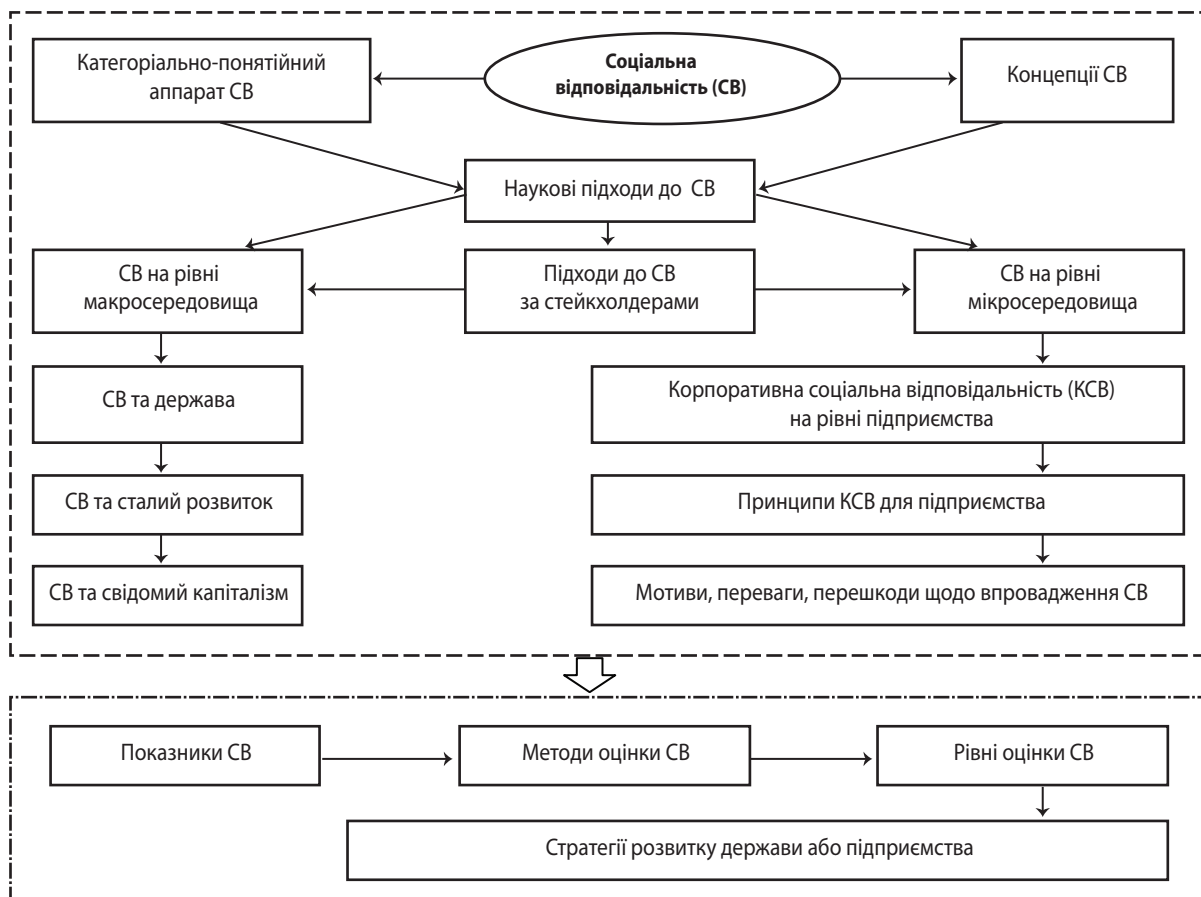 Категоріально-понятійний
аппарат СВ
Соціальна
відповідальність (СВ)
Концепції СВ
Наукові підходи до СВ
СВ на рівні
макросередовища
Підходи до СВ
за стейкхолдерами
СВ на рівні
мікросередовища
СВ та держава
Корпоративна соціальна відповідальність (КСВ)
на рівні підприємства
СВ та сталий розвиток
Принципи КСВ для підприємства
СВ та свідомий капіталізм
Мотиви, переваги, перешкоди щодо впровадження СВ
Показники СВ
Методи оцінки СВ
Рівні оцінки СВ
Стратегії розвитку держави або підприємства